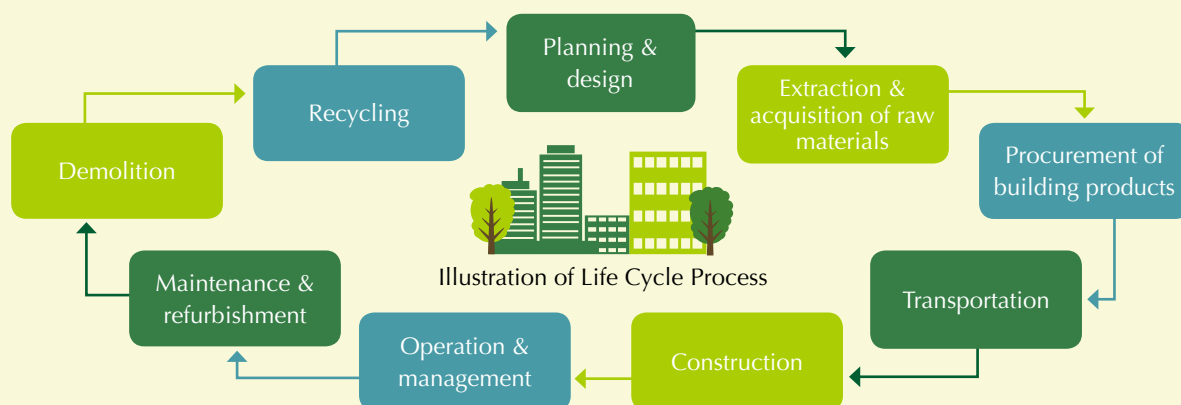 Planning &
design
Extraction &
acquisition of raw
materials
Procurement of
building products
Transportation
Construction
Operation &
management
Maintenance &
refurbishment
Demolition
Recycling
Illustration of Life Cycle Process